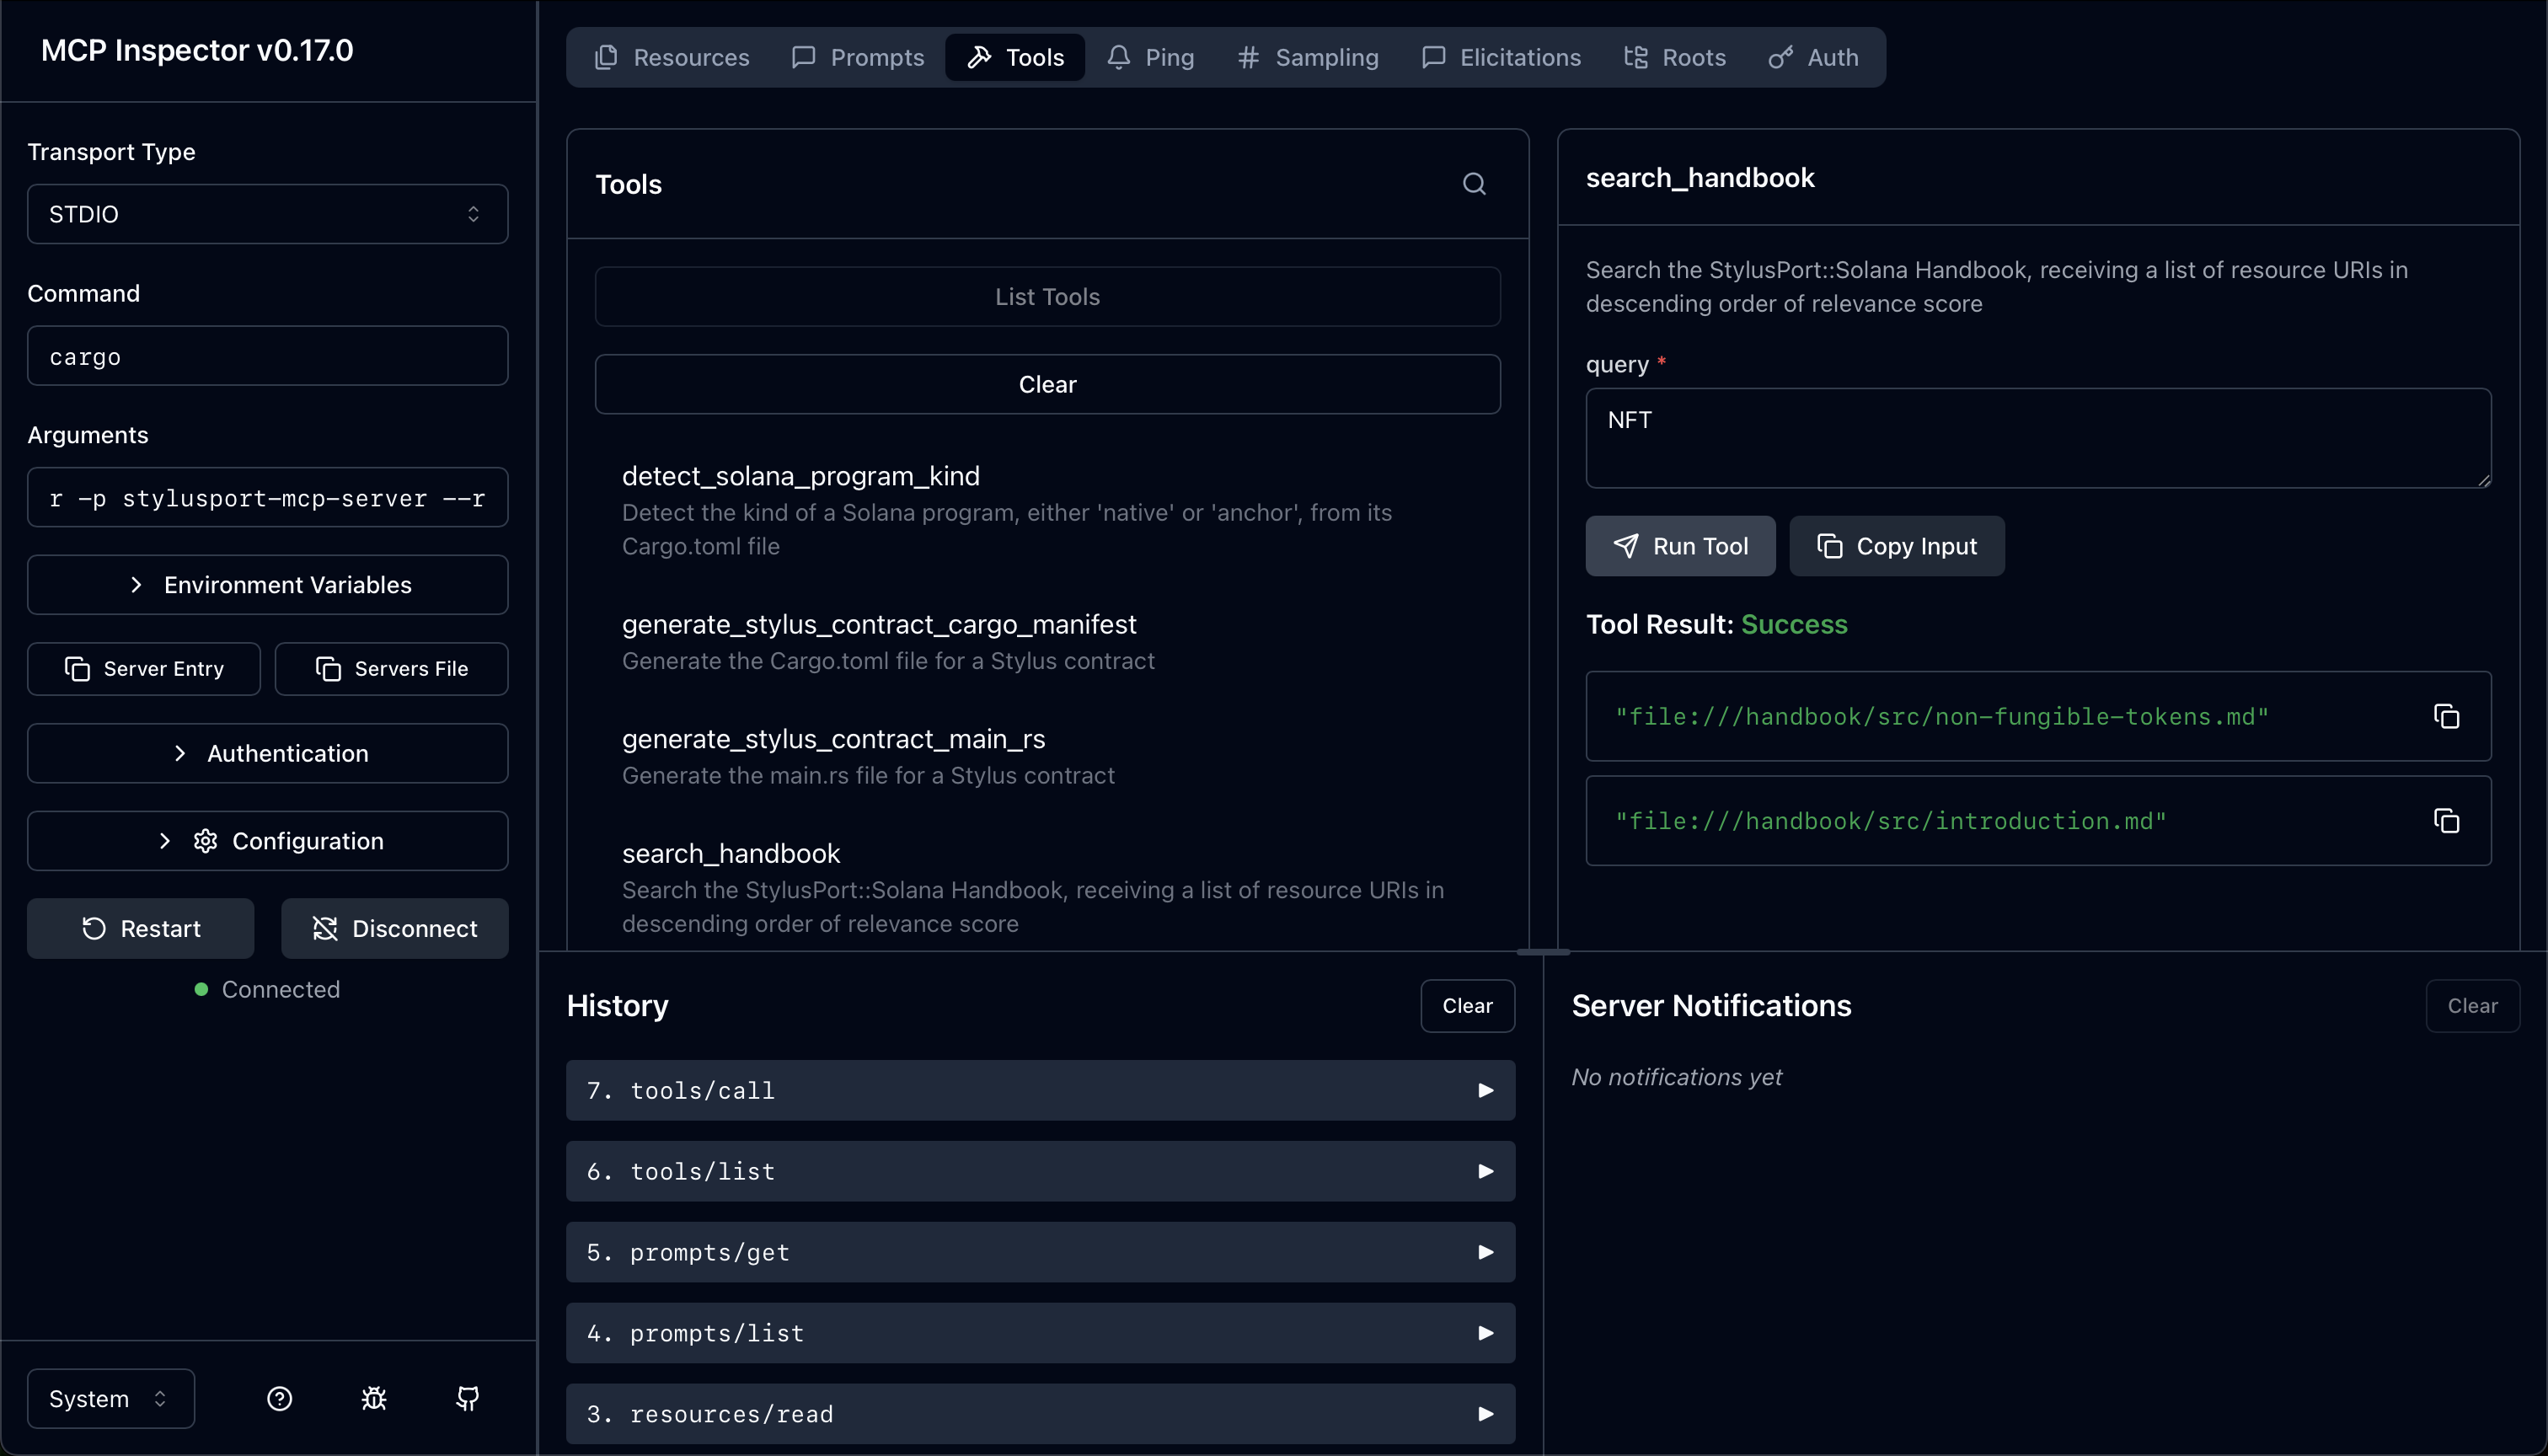 MCP Inspector v0.17.0
Transport Type
STDIO
Command
cargo
Arguments
r -p stylusport-mcp-server --r
Environment Variables
Server Entry
Servers File
Authentication
Configuration
Restart
Disconnect
Connected
System
Resources
Prompts
Tools
Ping
Sampling
Elicitations
Roots
Auth
Tools
List Tools
Clear
detect_solana_program_kind
Detect the kind of a Solana program, either 'native' or 'anchor', from its
Cargo.toml file
generate_stylus_contract_cargo_manifest
Generate the Cargo.toml file for a Stylus contract
generate_stylus_contract_main_rs
Generate the main.rs file for a Stylus contract
search_handbook
Search the StylusPort::Solana Handbook, receiving a list of resource URIs in
descending order of relevance score
search_handbook
Search the StylusPort::Solana Handbook, receiving a list of resource URIs in
descending order of relevance score
query *
NFT
Run Tool
Copy Input
Tool Result: Success
"file:///handbook/src/non-fungible-tokens.md"
"file:///handbook/src/introduction.md"
History
Clear
7. tools/call
6. tools/list
5. prompts/get
4. prompts/list
3. resources/read
Server Notifications
Clear
No notifications yet